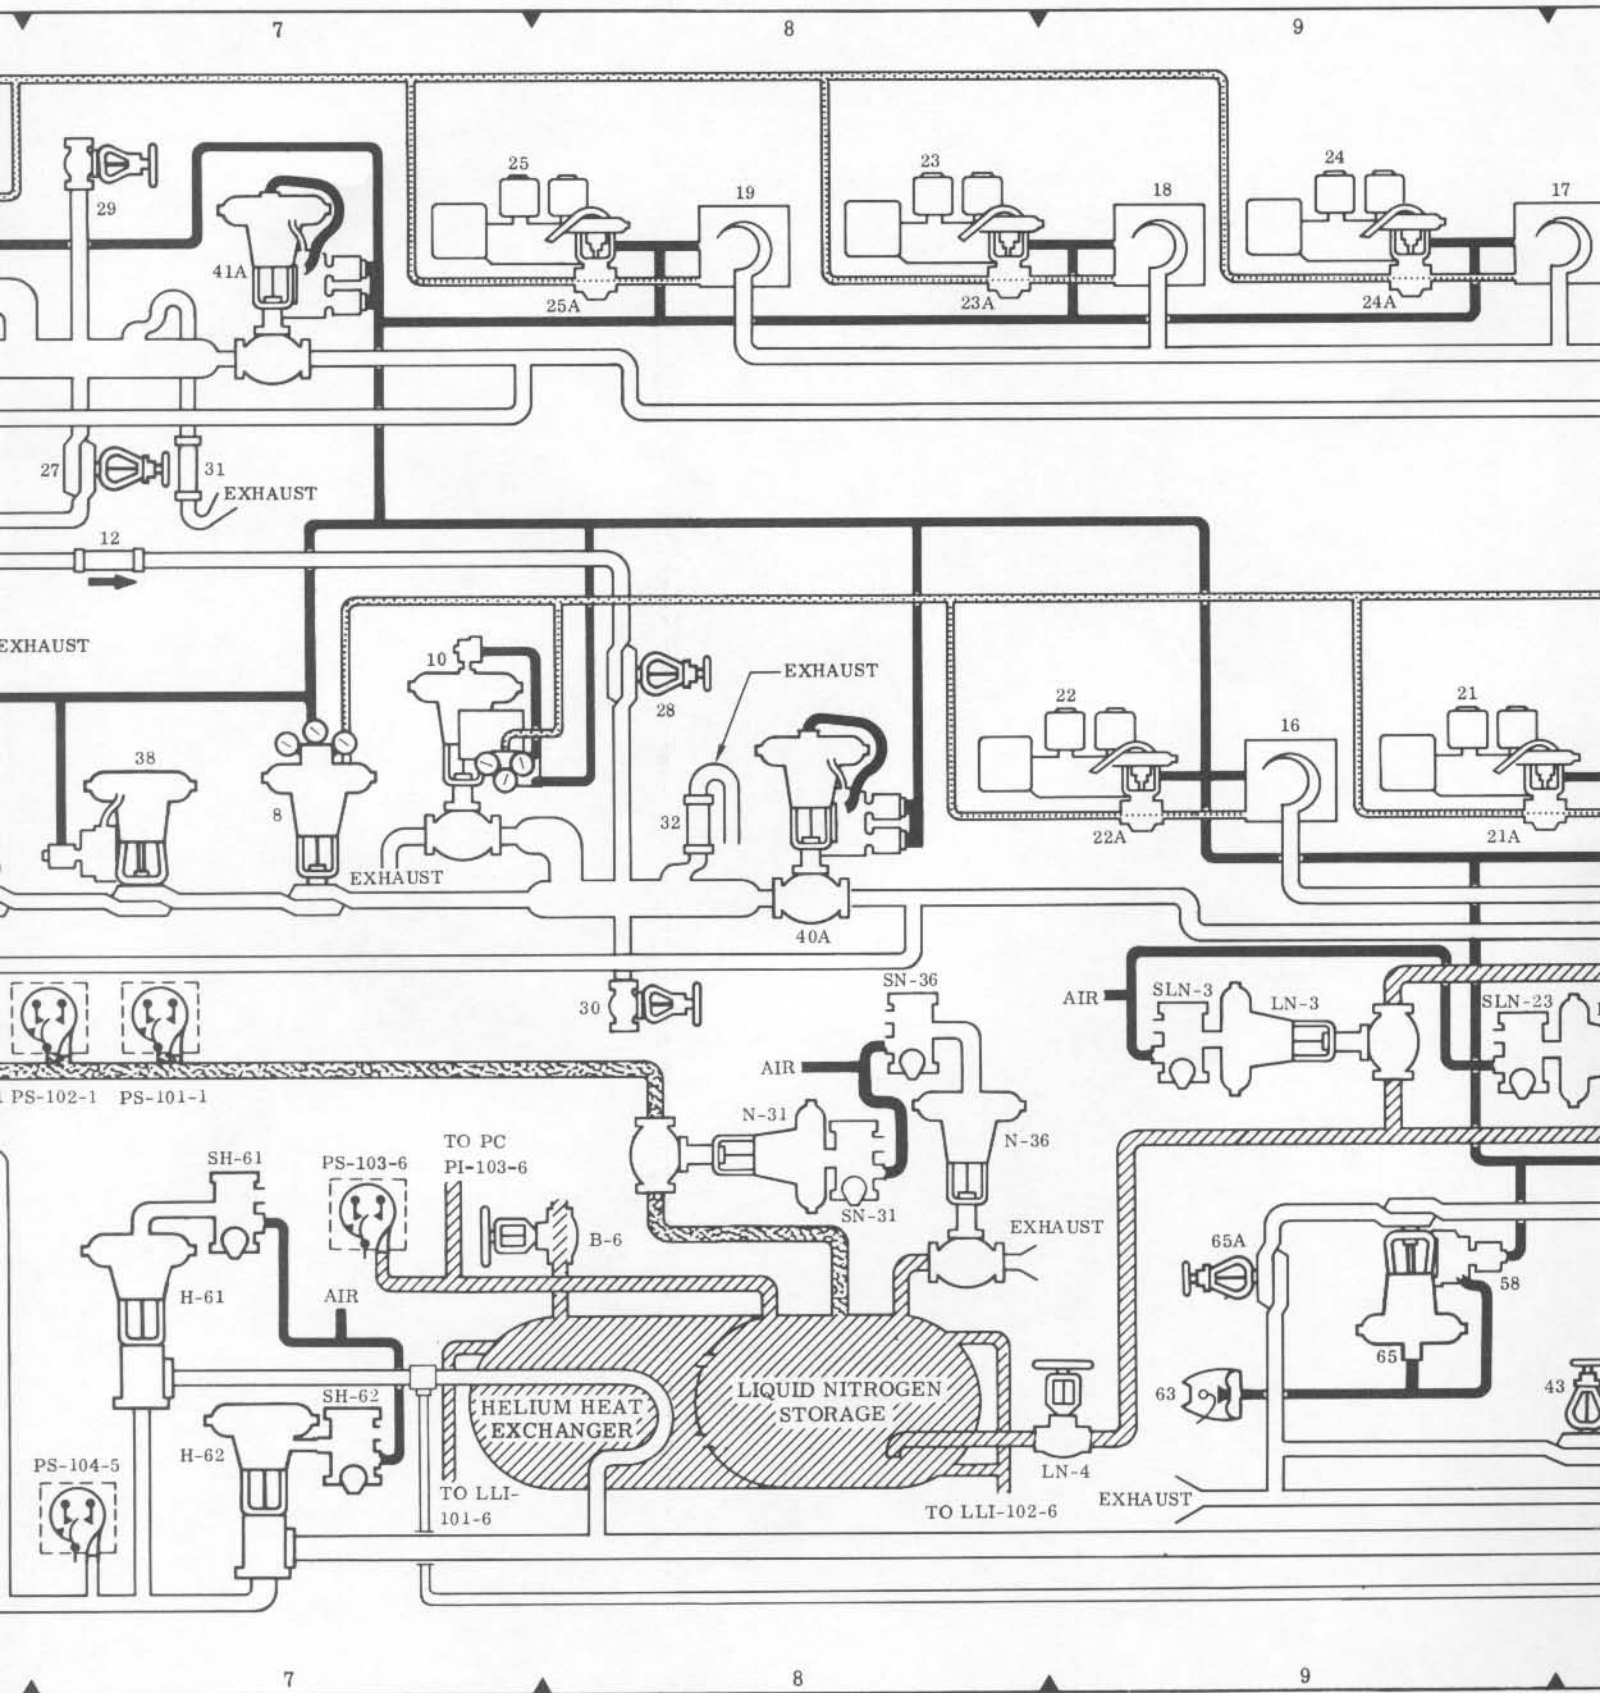 7
8
9
25
23
24
19
18
17
29
41A
25A
23A
24A
27
31
EXHAUST
12
EXHAUST
10
EXHAUST
28
22
21
16
38
8
32
22A
21A
EXHAUST
40A
SN-36
30
AIR
SLN-3
LN-3
SLN-23
AIR
PS-102-1
PS-101-1
N-31
N-36
TO PC
PI-103-6
SH-61
PS-103-6
SN-31
EXHAUST
B-6
65A
H-61
AIR
58
65
63
43
SH-62
LIQUID NITROGEN
STORAGE
HELIUM HEAT
EXCHANGER
H-62
PS-104-5
LN-4
TO LLI-
101-6
TO LLI-102-6
EXHAUST
7
8
9